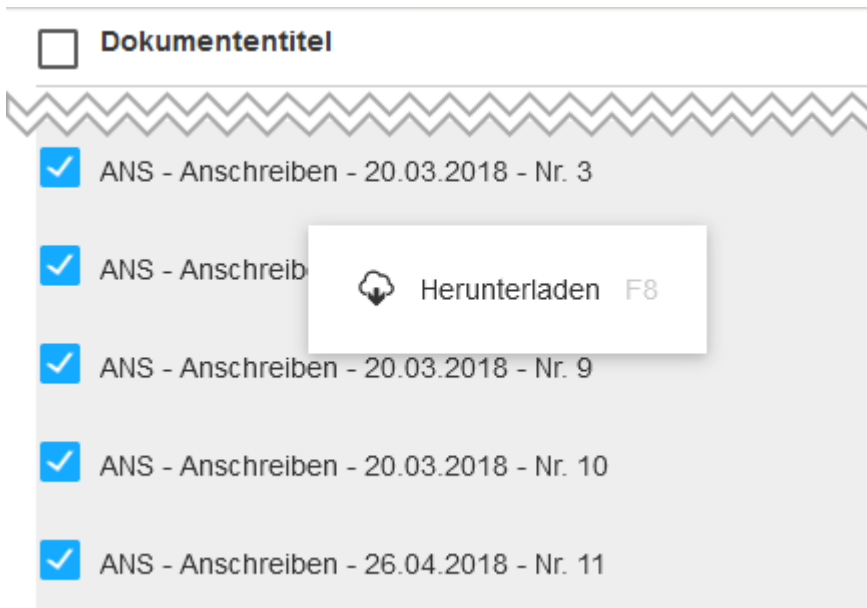 Dokumententitel
ANS - Anschreiben - 20.03.2018 - Nr. 3
ANS -
Herunterladen F8
ANS - Anschreiben - 20.03.2018 - Nr. 9
ANS - Anschreiben - 20.03.2018 - Nr. 10
ANS - Anschreiben - 26.04.2018 - Nr. 11